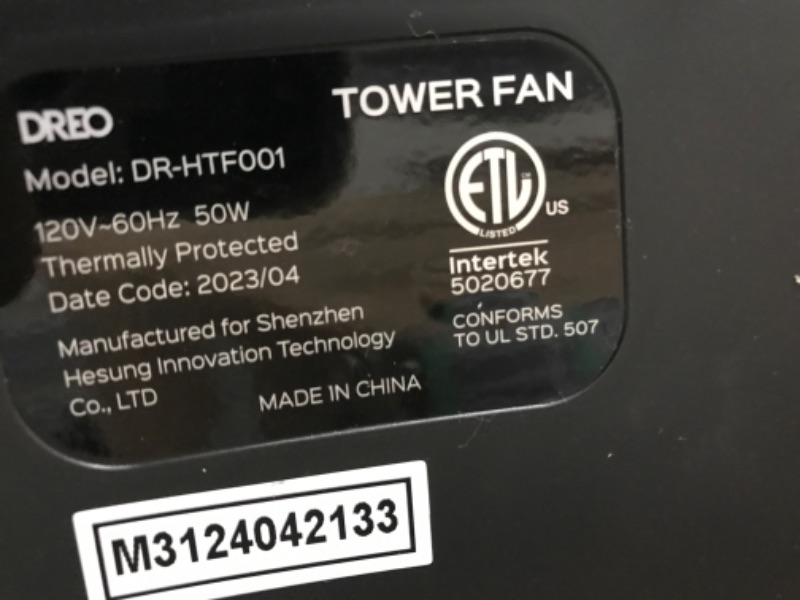 DREO
TOWER FAN
Model: DR-HTF001
120V~60Hz 50W
Thermally Protected
Date Code: 2023/04
Manufactured for Shenzhen
Hesung Innovation Technology
Co., LTD
MADE IN CHINA
ETL
CM
LISTED
US
Intertek
5020677
CONFORMS
TO UL STD. 507
M3124042133